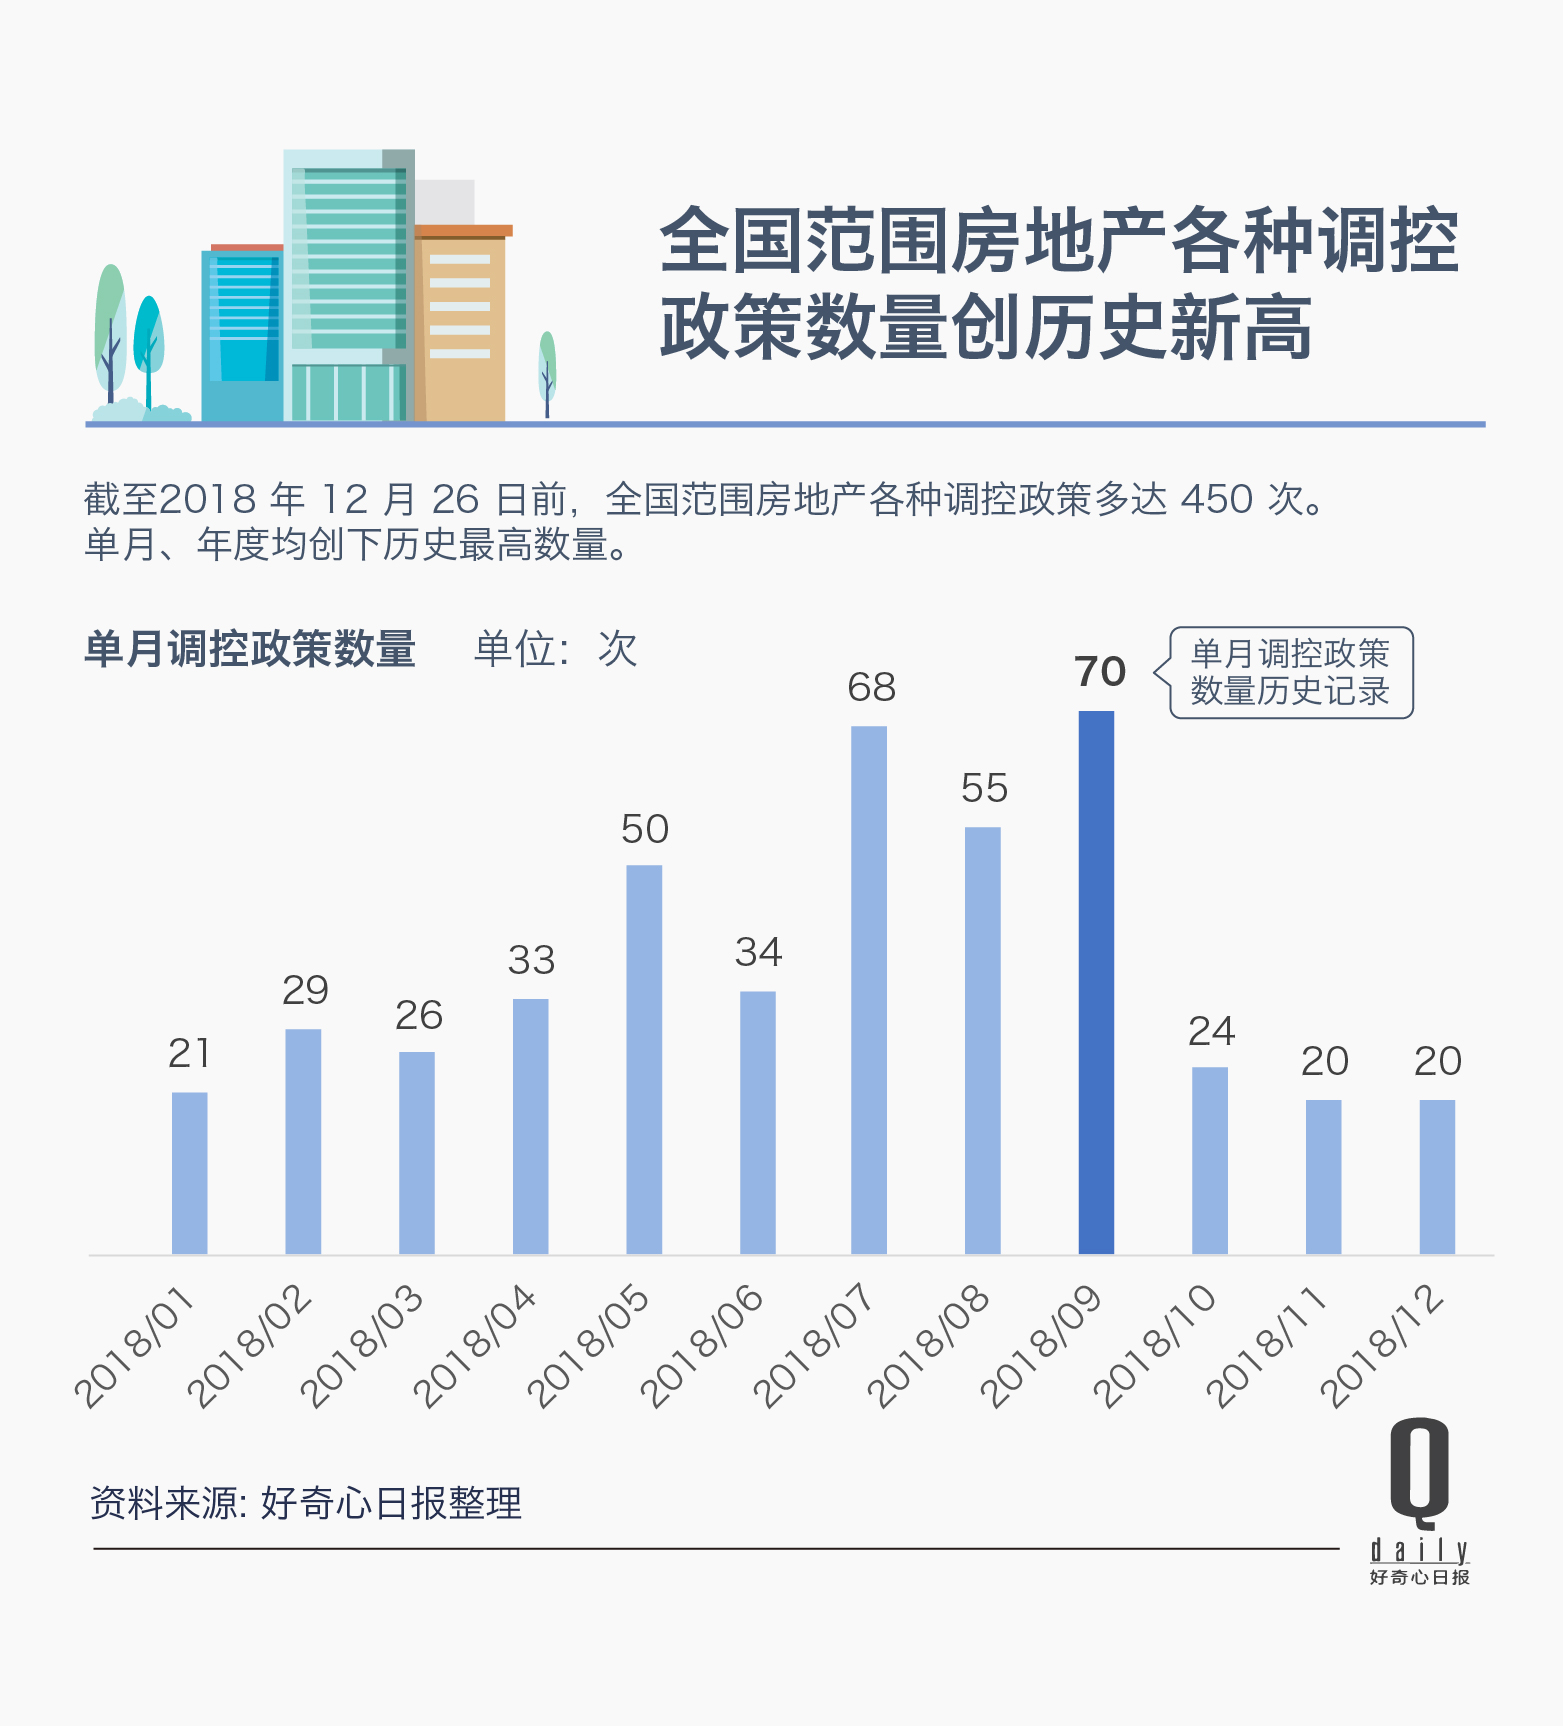 全国范围房地产各种调控
政策数量创历史新高
截至2018 年 12 月 26 日前，全国范围房地产各种调控政策多达 450 次。
单月、年度均创下历史最高数量。
单月调控政策数量 单位：次
单月调控政策
数量历史记录
21
29
26
33
50
34
68
55
70
24
20
20
2018/01
2018/02
2018/03
2018/04
2018/05
2018/06
2018/07
2018/08
2018/09
2018/10
2018/11
2018/12
资料来源: 好奇心日报整理
Q
daily
好奇心日报